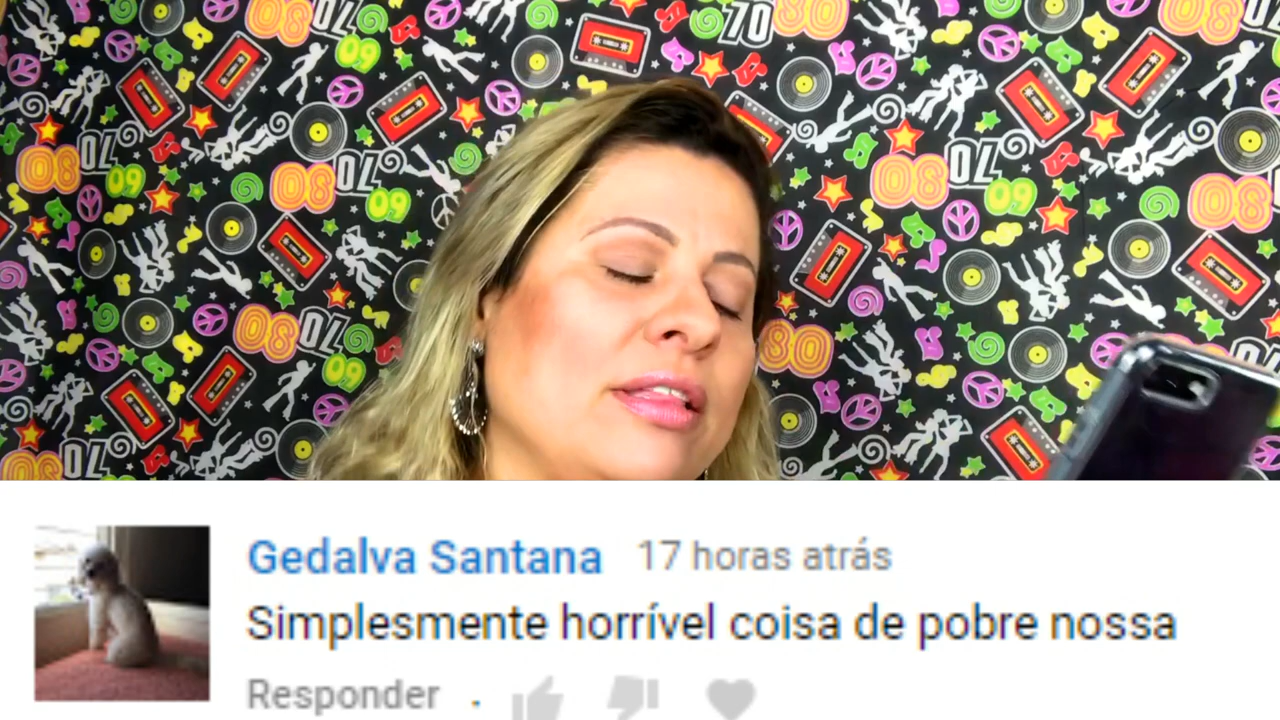 Gedalva Santana 17 horas atrás
Simplesmente horrível coisa de pobre nossa
Responder